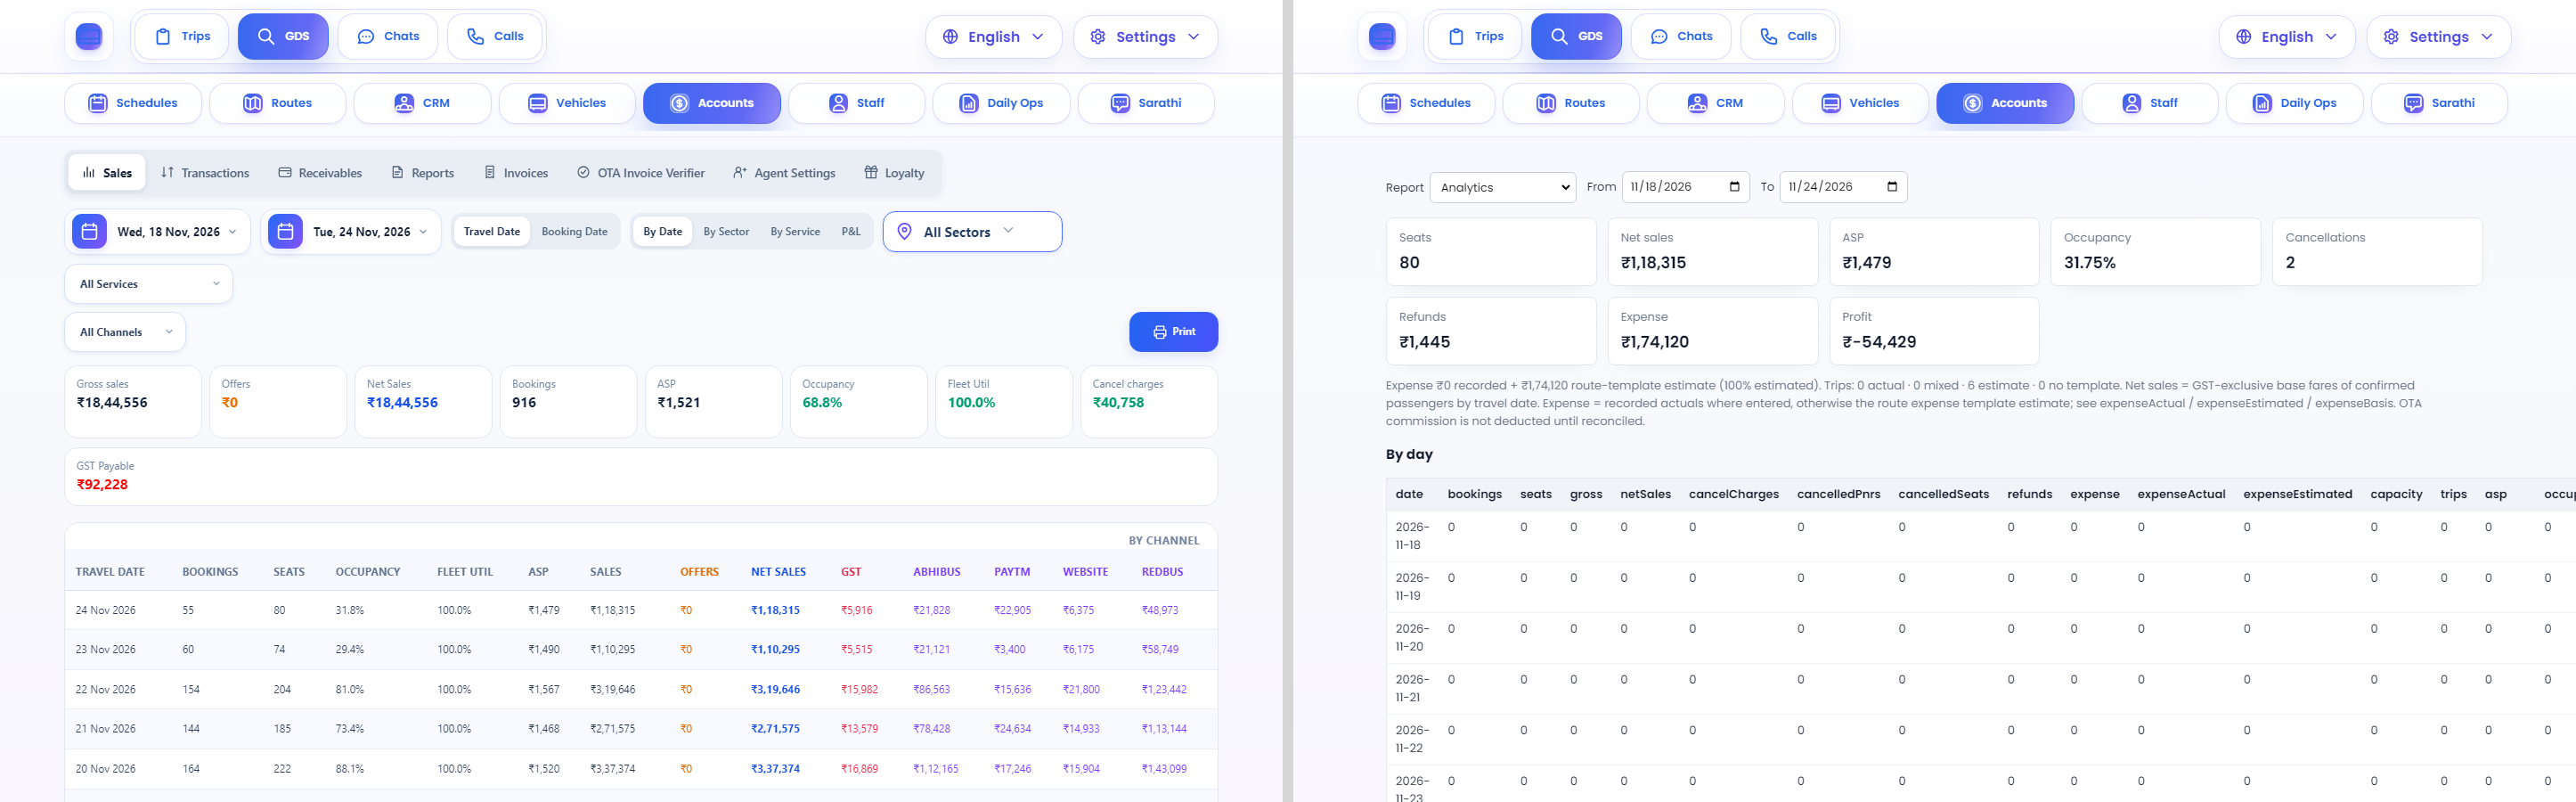 Trips GDS Chats Calls English Settings
Schedules Routes CRM Vehicles Accounts Staff Daily Ops Sarathi
Sales Transactions Receivables Reports Invoices OTA Invoice Verifier Agent Settings Loyalty
Wed, 18 Nov, 2026 Tue, 24 Nov, 2026 Travel Date Booking Date By Date By Sector By Service P&L All Sectors
All Services
All Channels Print
Gross sales Offers Net Sales Bookings ASP Occupancy Fleet Util Cancel charges
₹18,44,556 ₹0 ₹18,44,556 916 ₹1,521 68.8% 100.0% ₹40,758
GST Payable
₹92,228
BY CHANNEL
TRAVEL DATE BOOKINGS SEATS OCCUPANCY FLEET UTIL ASP SALES OFFERS NET SALES GST ABHIBUS PAYTM WEBSITE REDBUS
24 Nov 2026 55 80 31.8% 100.0% ₹1,479 ₹1,18,315 ₹0 ₹1,18,315 ₹5,916 ₹21,828 ₹22,905 ₹6,375 ₹48,973
23 Nov 2026 60 74 29.4% 100.0% ₹1,490 ₹1,10,295 ₹0 ₹1,10,295 ₹5,515 ₹21,121 ₹3,400 ₹6,175 ₹58,749
22 Nov 2026 154 204 81.0% 100.0% ₹1,567 ₹3,19,646 ₹0 ₹3,19,646 ₹15,982 ₹86,563 ₹15,636 ₹21,800 ₹1,23,442
21 Nov 2026 144 185 73.4% 100.0% ₹1,468 ₹2,71,575 ₹0 ₹2,71,575 ₹13,579 ₹78,428 ₹24,634 ₹14,933 ₹1,13,144
20 Nov 2026 164 222 88.1% 100.0% ₹1,520 ₹3,37,374 ₹0 ₹3,37,374 ₹16,869 ₹1,12,165 ₹17,246 ₹15,904 ₹1,43,099
Trips GDS Chats Calls English Settings
Schedules Routes CRM Vehicles Accounts Staff Daily Ops Sarathi
Report Analytics From 11/18/2026 To 11/24/2026
Seats Net sales ASP Occupancy Cancellations
80 ₹1,18,315 ₹1,479 31.75% 2
Refunds Expense Profit
₹1,445 ₹1,74,120 ₹-54,429
Expense ₹0 recorded + ₹1,74,120 route-template estimate (100% estimated). Trips: 0 actual · 0 mixed · 6 estimate · 0 no template. Net sales = GST-exclusive base fares of confirmed
passengers by travel date. Expense = recorded actuals where entered, otherwise the route expense template estimate; see expenseActual / expenseEstimated / expenseBasis. OTA
commission is not deducted until reconciled.
By day
date bookings seats gross netSales cancelCharges cancelledPnrs cancelledSeats refunds expense expenseActual expenseEstimated capacity trips asp occup
2026- 0 0 0 0 0 0 0 0 0 0 0 0 0 0 0
11-18
2026- 0 0 0 0 0 0 0 0 0 0 0 0 0 0 0
11-19
2026- 0 0 0 0 0 0 0 0 0 0 0 0 0 0 0
11-20
2026- 0 0 0 0 0 0 0 0 0 0 0 0 0 0 0
11-21
2026- 0 0 0 0 0 0 0 0 0 0 0 0 0 0 0
11-22
2026- 0 0 0 0 0 0 0 0 0 0 0 0 0 0 0
11-23